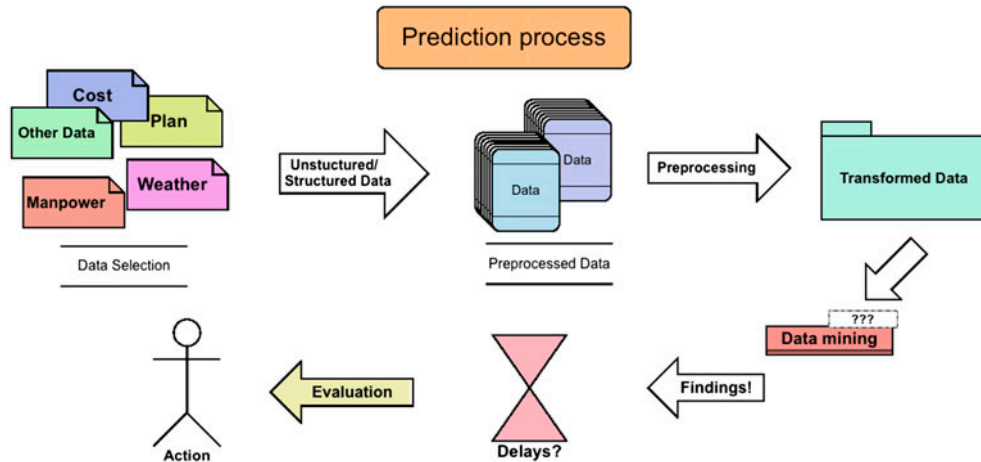 Prediction process
Cost
Plan
Other Data
Weather
Manpower
Data Selection
Unstuctured/
Structured Data
Data
Data
Preprocessed Data
Preprocessing
Transformed Data
???
Data mining
Findings!
Delays?
Evaluation
Action